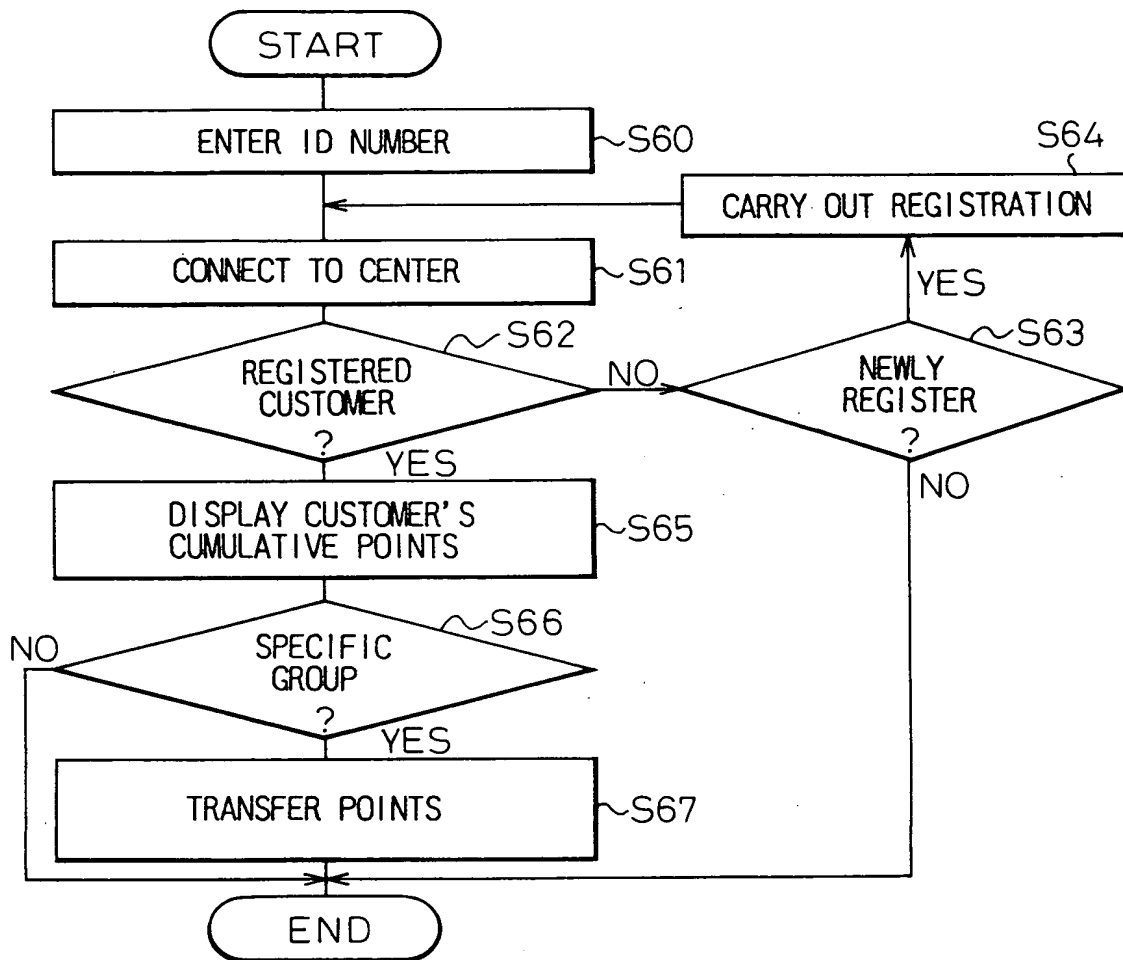 START
ENTER ID NUMBER
S60
S64
CARRY OUT REGISTRATION
CONNECT TO CENTER
S61
YES
S62
S63
REGISTERED
CUSTOMER
?
NO
NEWLY
REGISTER
?
YES
NO
DISPLAY CUSTOMER'S
CUMULATIVE POINTS
S65
S66
NO
SPECIFIC
GROUP
?
YES
TRANSFER POINTS
S67
END